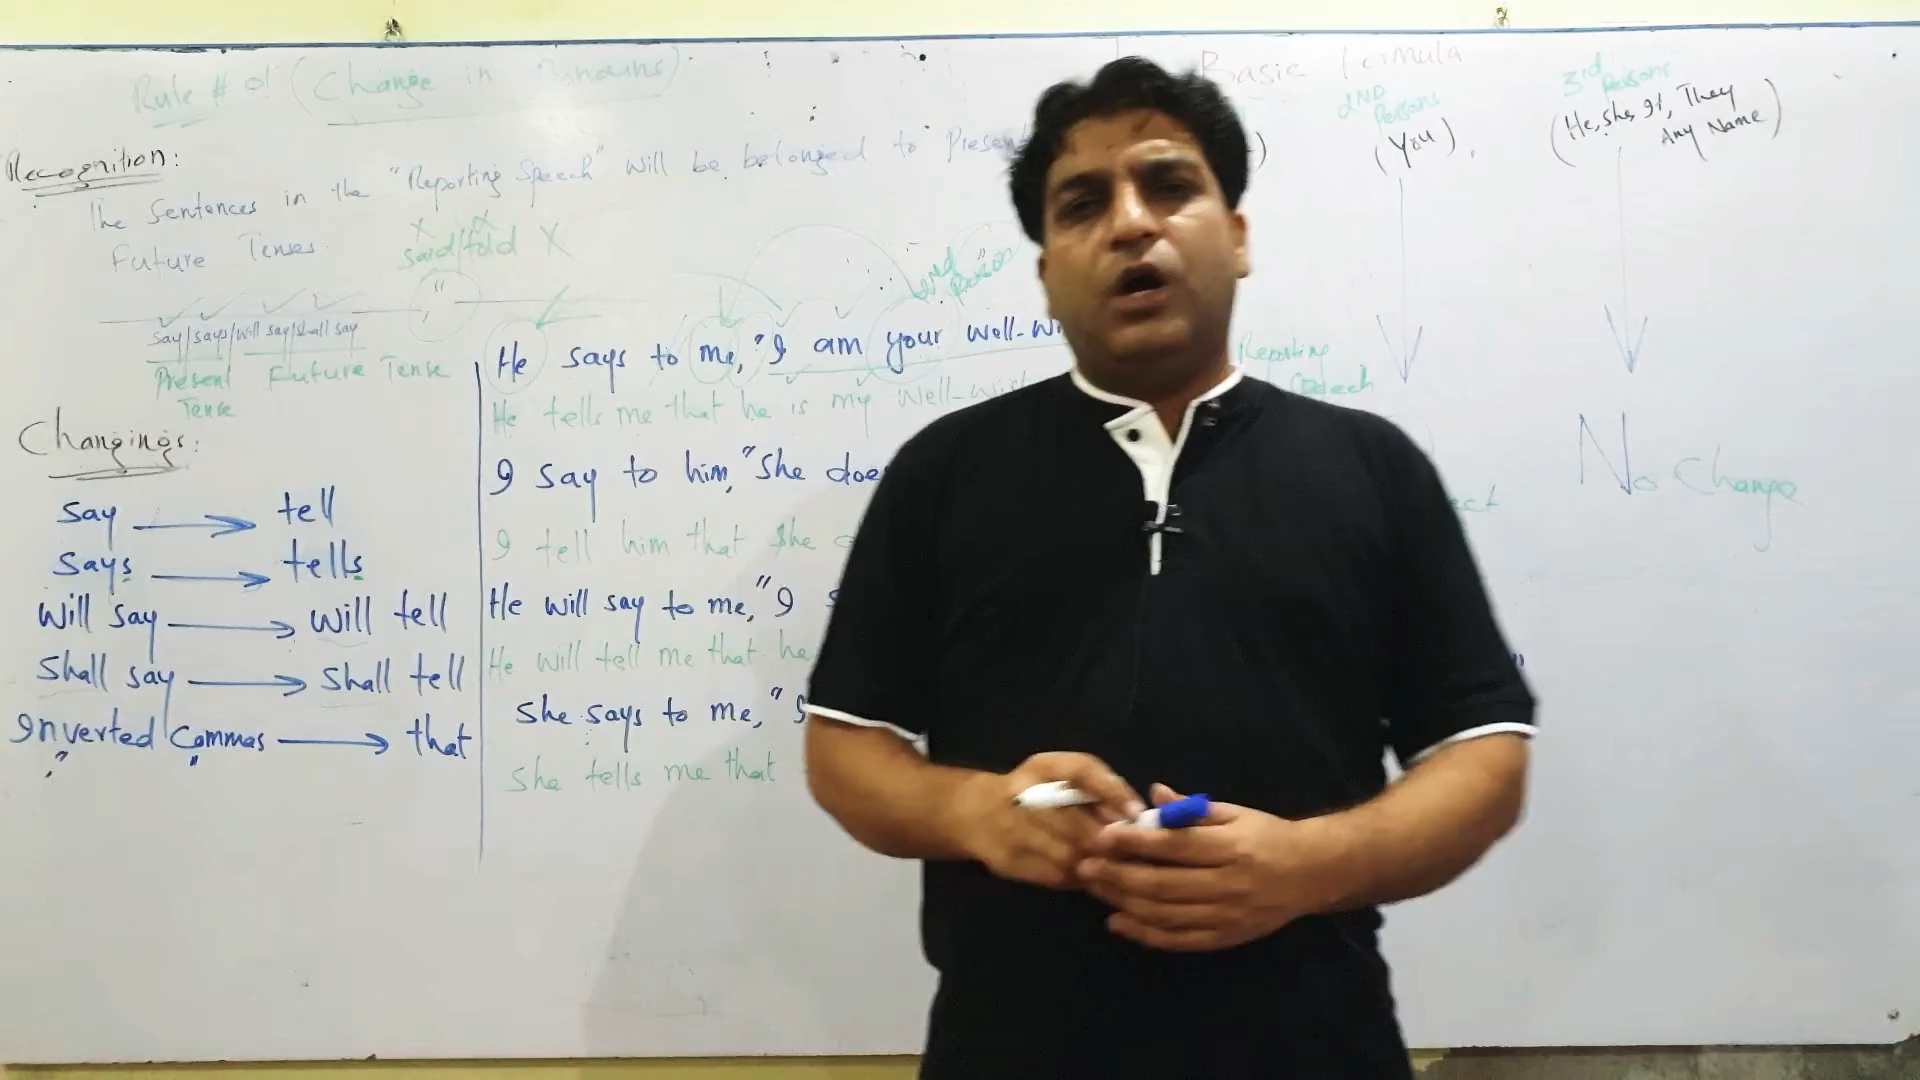 Rule # 01 (Change in Pronouns)
Recognition:
The Sentences in the "Reporting Speech" will be belonged to Present
Future Tenses
said/told
say/says/will say/shall say
Present Future Tense
Tense
Changings:
say → tell
says → tells
will say → will tell
shall say → shall tell
Inverted Commas → that
" "
2nd Person
He says to me, "I am your well-wi
He tells me that he is my well-wish
I say to him, "She does
I tell him that she
He will say to me, "I
He will tell me that he
She says to me, "
She tells me that
Basic formula
2ND Persons
(You),
3rd Persons
(He, She, It, They
Any Name)
Reporting
Speech
No Change